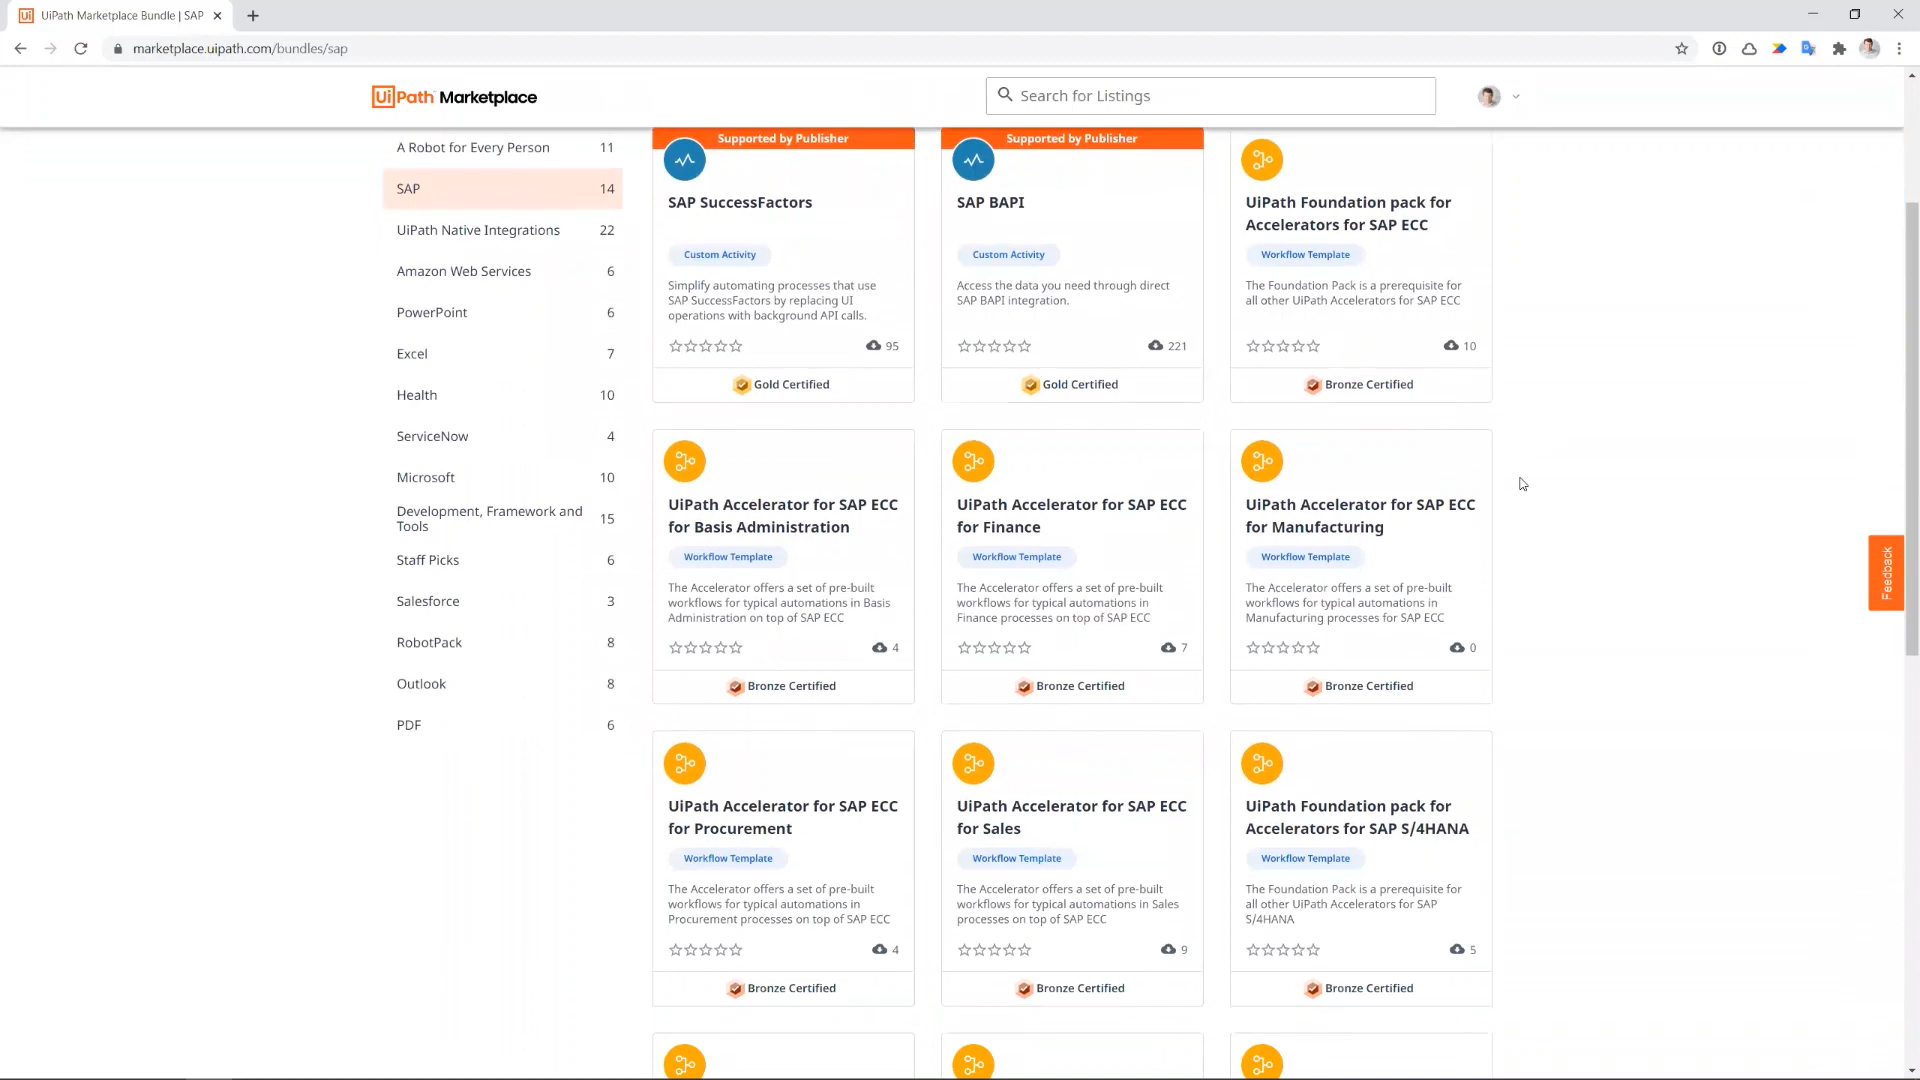 UiPath Marketplace Bundle | SAP
marketplace.uipath.com/bundles/sap
UiPath Marketplace
Search for Listings
A Robot for Every Person 11
SAP 14
UiPath Native Integrations 22
Amazon Web Services 6
PowerPoint 6
Excel 7
Health 10
ServiceNow 4
Microsoft 10
Development, Framework and
Tools 15
Staff Picks 6
Salesforce 3
RobotPack 8
Outlook 8
PDF 6
Supported by Publisher
SAP SuccessFactors
Custom Activity
Simplify automating processes that use
SAP SuccessFactors by replacing UI
operations with background API calls.
95
Gold Certified
Supported by Publisher
SAP BAPI
Custom Activity
Access the data you need through direct
SAP BAPI integration.
221
Gold Certified
UiPath Foundation pack for
Accelerators for SAP ECC
Workflow Template
The Foundation Pack is a prerequisite for
all other UiPath Accelerators for SAP ECC
10
Bronze Certified
UiPath Accelerator for SAP ECC
for Basis Administration
Workflow Template
The Accelerator offers a set of pre-built
workflows for typical automations in Basis
Administration on top of SAP ECC
4
Bronze Certified
UiPath Accelerator for SAP ECC
for Finance
Workflow Template
The Accelerator offers a set of pre-built
workflows for typical automations in
Finance processes on top of SAP ECC
7
Bronze Certified
UiPath Accelerator for SAP ECC
for Manufacturing
Workflow Template
The Accelerator offers a set of pre-built
workflows for typical automations in
Manufacturing processes for SAP ECC
0
Bronze Certified
UiPath Accelerator for SAP ECC
for Procurement
Workflow Template
The Accelerator offers a set of pre-built
workflows for typical automations in
Procurement processes on top of SAP ECC
4
Bronze Certified
UiPath Accelerator for SAP ECC
for Sales
Workflow Template
The Accelerator offers a set of pre-built
workflows for typical automations in Sales
processes on top of SAP ECC
9
Bronze Certified
UiPath Foundation pack for
Accelerators for SAP S/4HANA
Workflow Template
The Foundation Pack is a prerequisite for
all other UiPath Accelerators for SAP
S/4HANA
5
Bronze Certified
Feedback